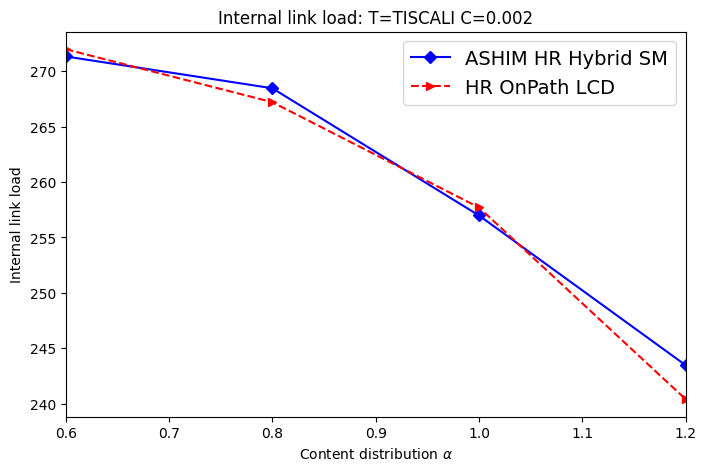 Internal link load: T=TISCALI C=0.002
ASHIM HR Hybrid SM
HR OnPath LCD
Internal link load
270
265
260
255
250
245
240
0.6 0.7 0.8 0.9 1.0 1.1 1.2
Content distribution α